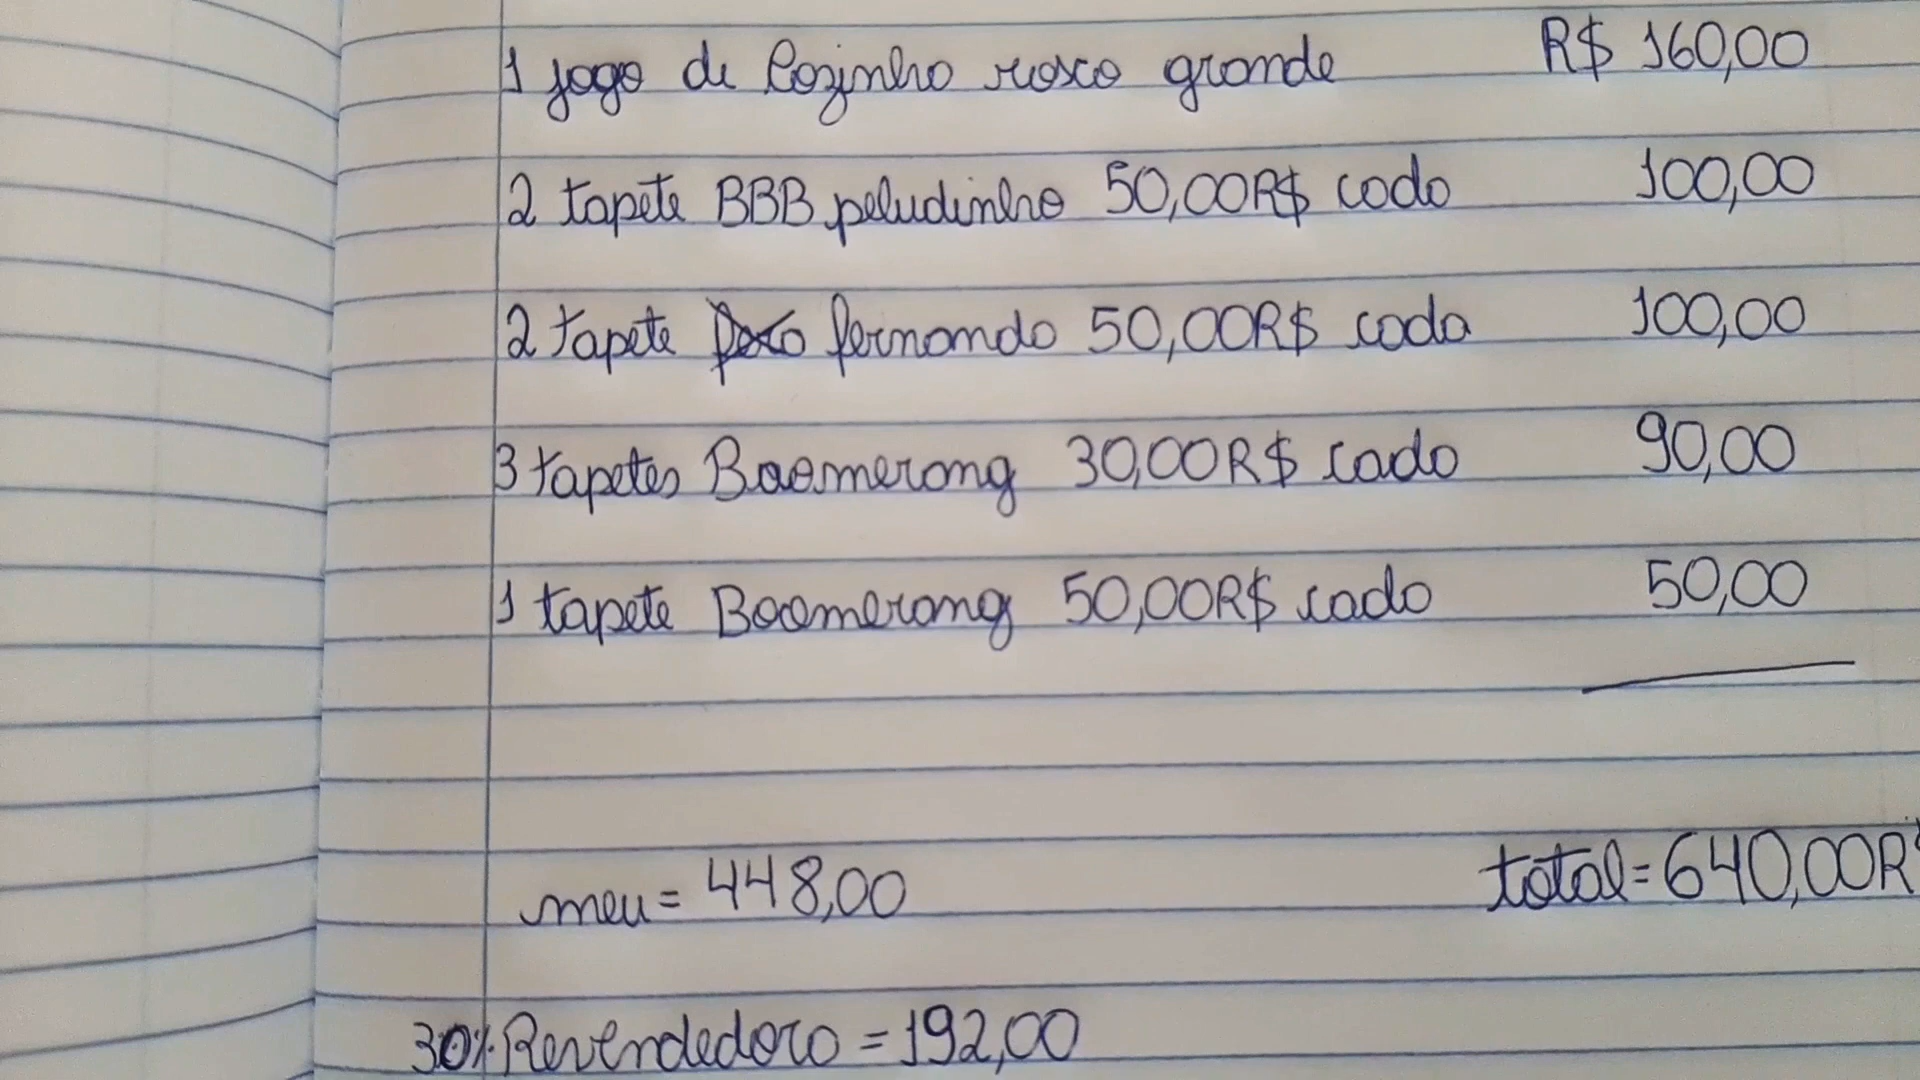 1 jogo de Cozinha rosca grande R$ 160,00
2 tapete BBB peludinho 50,00R$ cada 100,00
2 tapete fernanda 50,00R$ cada 100,00
3 tapetes Boomerang 30,00R$ cada 90,00
1 tapete Boomerang 50,00R$ cada 50,00
meu = 448,00 total = 640,00R
30% Revendedora = 192,00